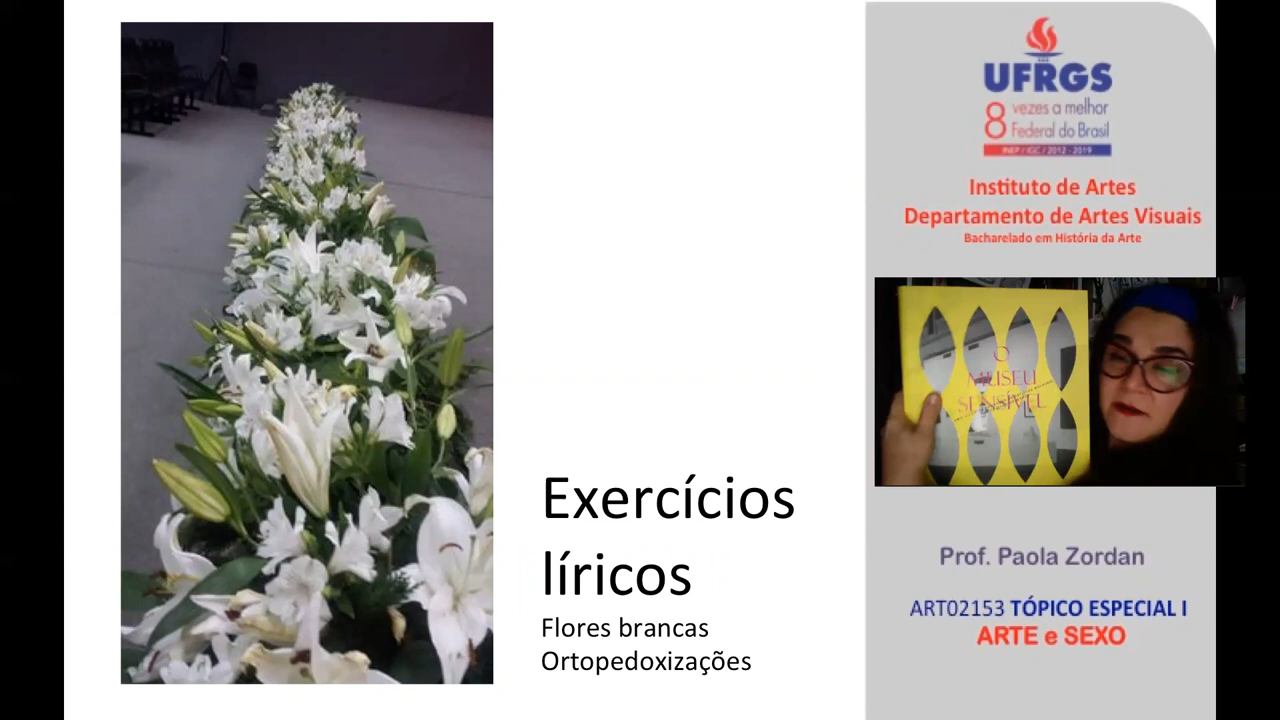 Exercícios
líricos
Flores brancas
Ortopedoxizações
UFRGS
8 vezes a melhor
Federal do Brasil
INEP / IGC / 2012 - 2019
Instituto de Artes
Departamento de Artes Visuais
Bacharelado em História da Arte
O
MUSEU
SENSÍVEL
Prof. Paola Zordan
ART02153 TÓPICO ESPECIAL I
ARTE e SEXO